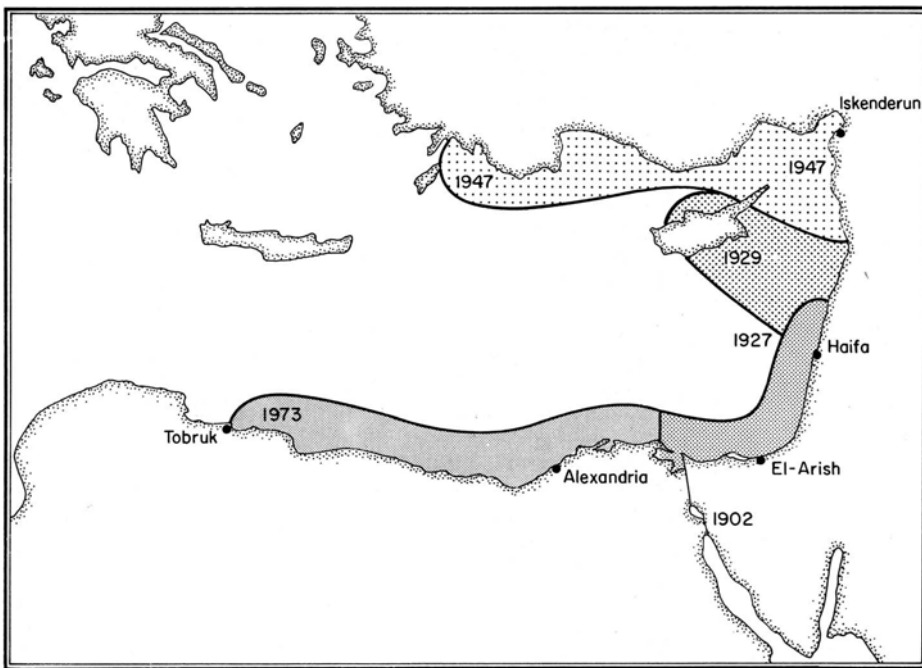 Iskenderun
1947
1947
1929
1927
Haifa
1973
Tobruk
Alexandria
El-Arish
1902